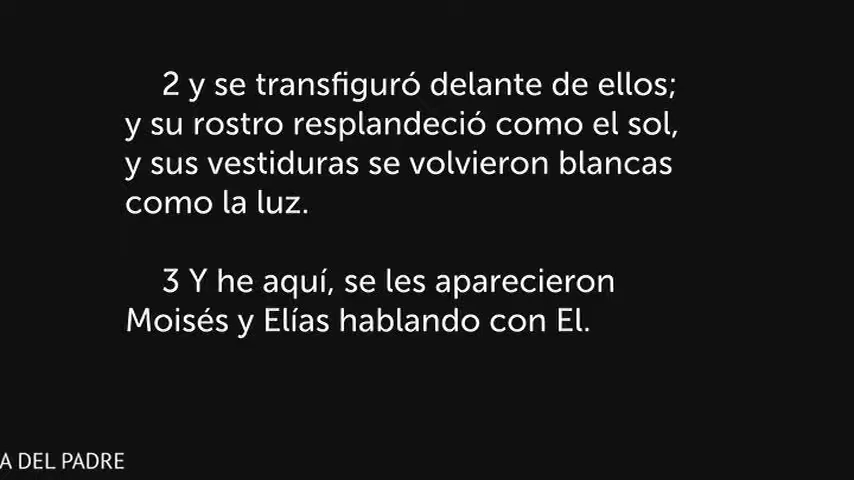 2 y se transfiguró delante de ellos;
y su rostro resplandeció como el sol,
y sus vestiduras se volvieron blancas
como la luz.
3 Y he aquí, se les aparecieron
Moisés y Elías hablando con El.
A DEL PADRE